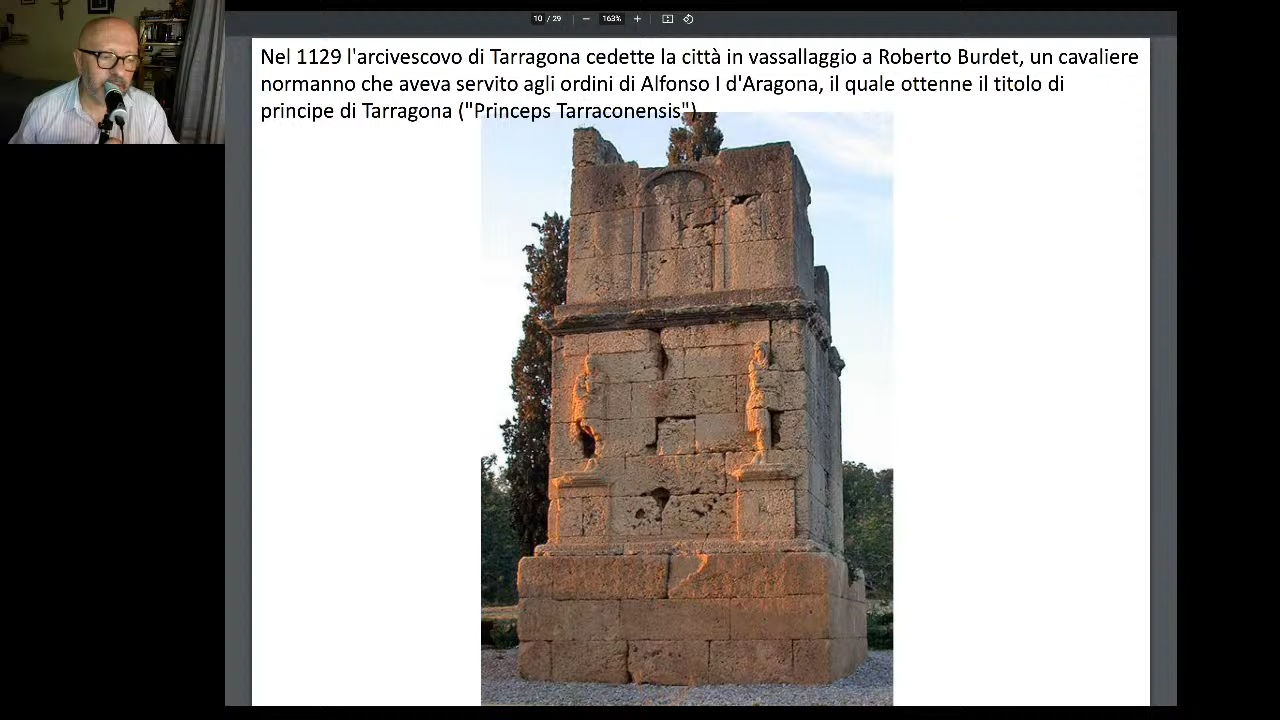 10 / 29 — 163% +
Nel 1129 l'arcivescovo di Tarragona cedette la città in vassallaggio a Roberto Burdet, un cavaliere
normanno che aveva servito agli ordini di Alfonso I d'Aragona, il quale ottenne il titolo di
principe di Tarragona ("Princeps Tarraconensis").